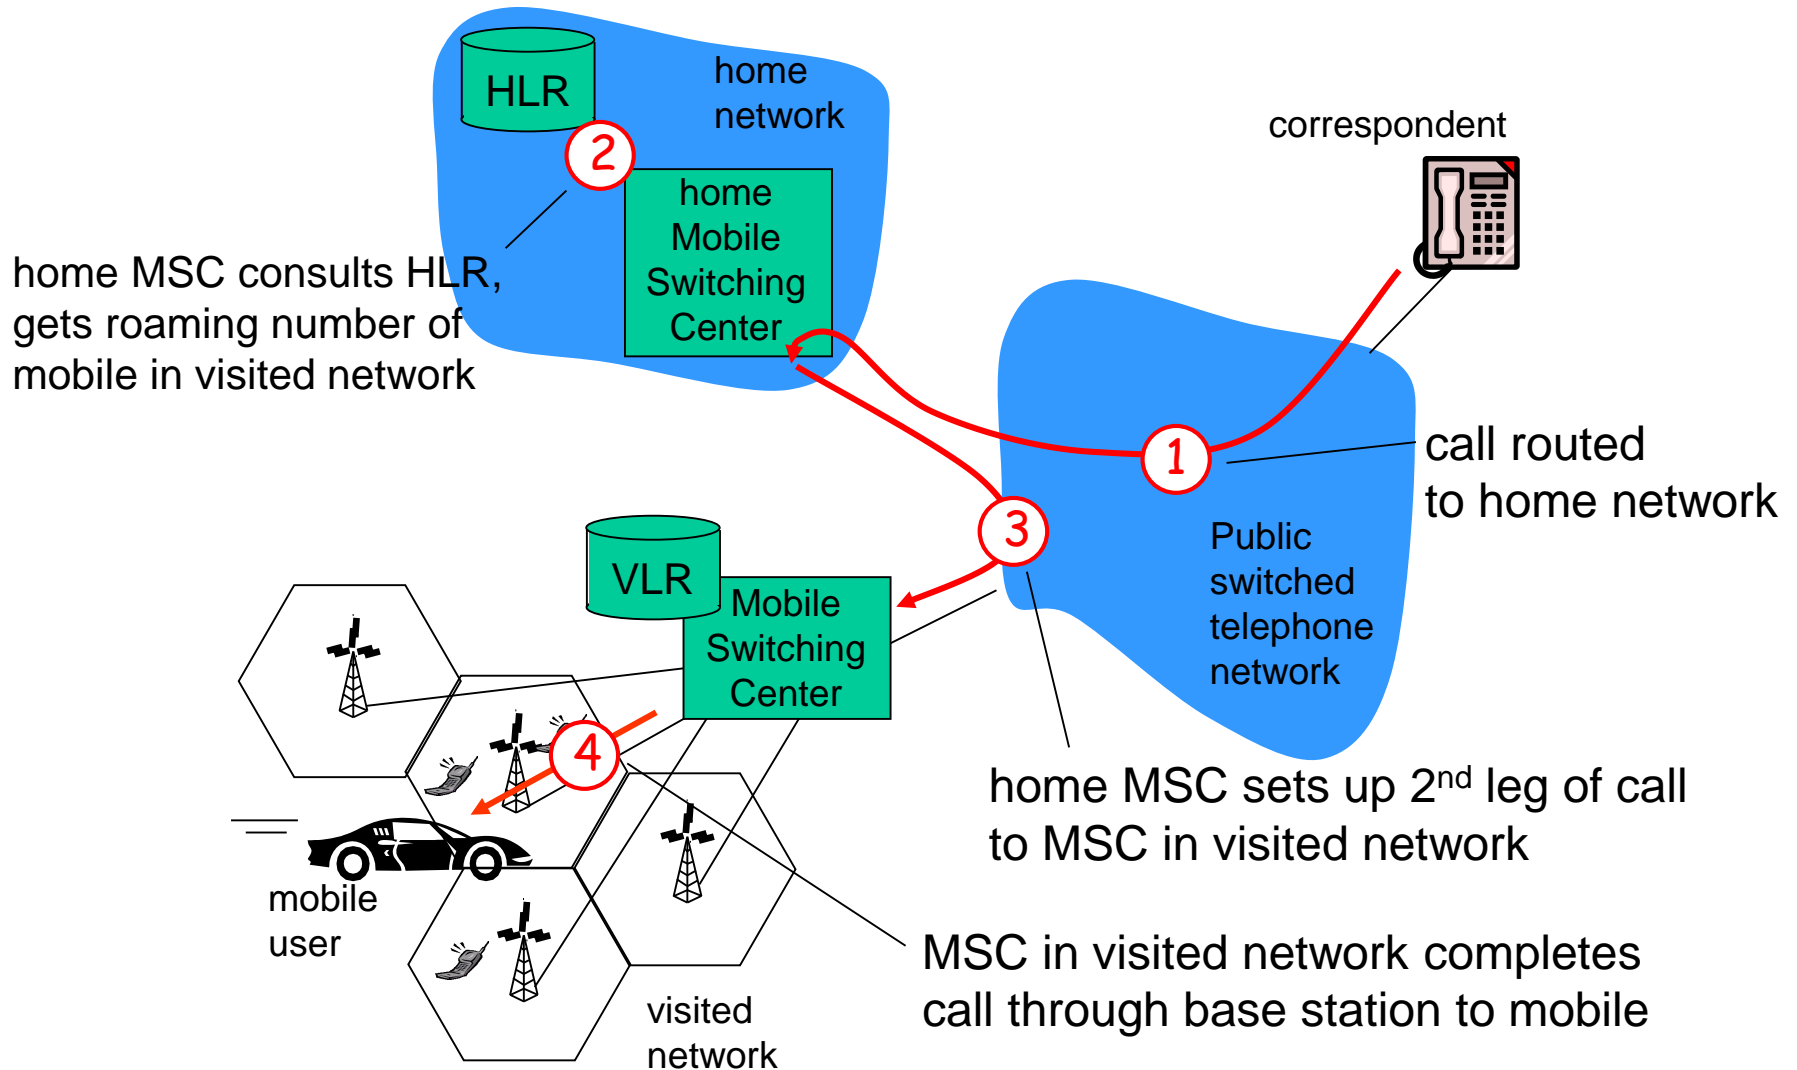 HLR
home
network
2
home
Mobile
Switching
Center
correspondent
home MSC consults HLR,
gets roaming number of
mobile in visited network
1
call routed
to home network
3
Public
switched
telephone
network
VLR
Mobile
Switching
Center
4
home MSC sets up 2nd leg of call
to MSC in visited network
mobile
user
MSC in visited network completes
call through base station to mobile
visited
network